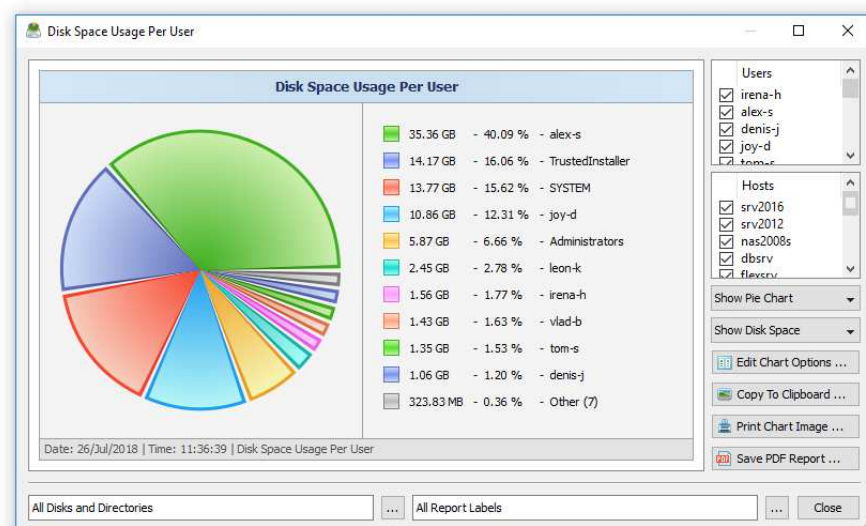 Disk Space Usage Per User
Disk Space Usage Per User
35.36 GB - 40.09 % - alex-s
14.17 GB - 16.06 % - TrustedInstaller
13.77 GB - 15.62 % - SYSTEM
10.86 GB - 12.31 % - joy-d
5.87 GB - 6.66 % - Administrators
2.45 GB - 2.78 % - leon-k
1.56 GB - 1.77 % - irena-h
1.43 GB - 1.63 % - vlad-b
1.35 GB - 1.53 % - tom-s
1.06 GB - 1.20 % - denis-j
323.83 MB - 0.36 % - Other (7)
Date: 26/Jul/2018 | Time: 11:36:39 | Disk Space Usage Per User
Users
irena-h
alex-s
denis-j
joy-d
tom-s
Hosts
srv2016
srv2012
nas2008s
dbsrv
flexsrv
Show Pie Chart
Show Disk Space
Edit Chart Options ...
Copy To Clipboard ...
Print Chart Image ...
Save PDF Report ...
All Disks and Directories ... All Report Labels ... Close